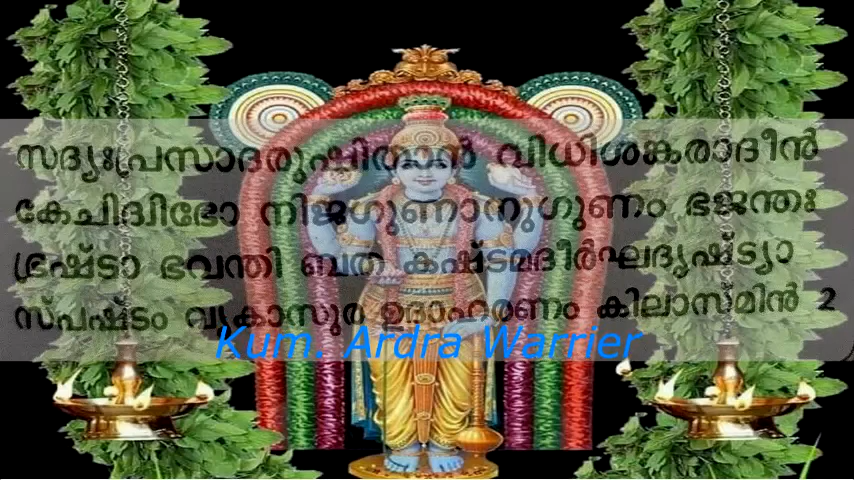 സദ്യഃപ്രസാദരുഷിതാൻ വിധിശങ്കരാദീൻ
കേചിദ്വിഭോ നിജഗുണാനുഗുണം ഭജന്തഃ
ഭ്രഷ്ടാ ഭവന്തി ബത കഷ്ടമദീർഘദൃഷ്ട്യാ
സ്പഷ്ടം വൃകാസുര ഉദാഹരണം കിലാസ്മിൻ 2
Kum. Ardra Warrier